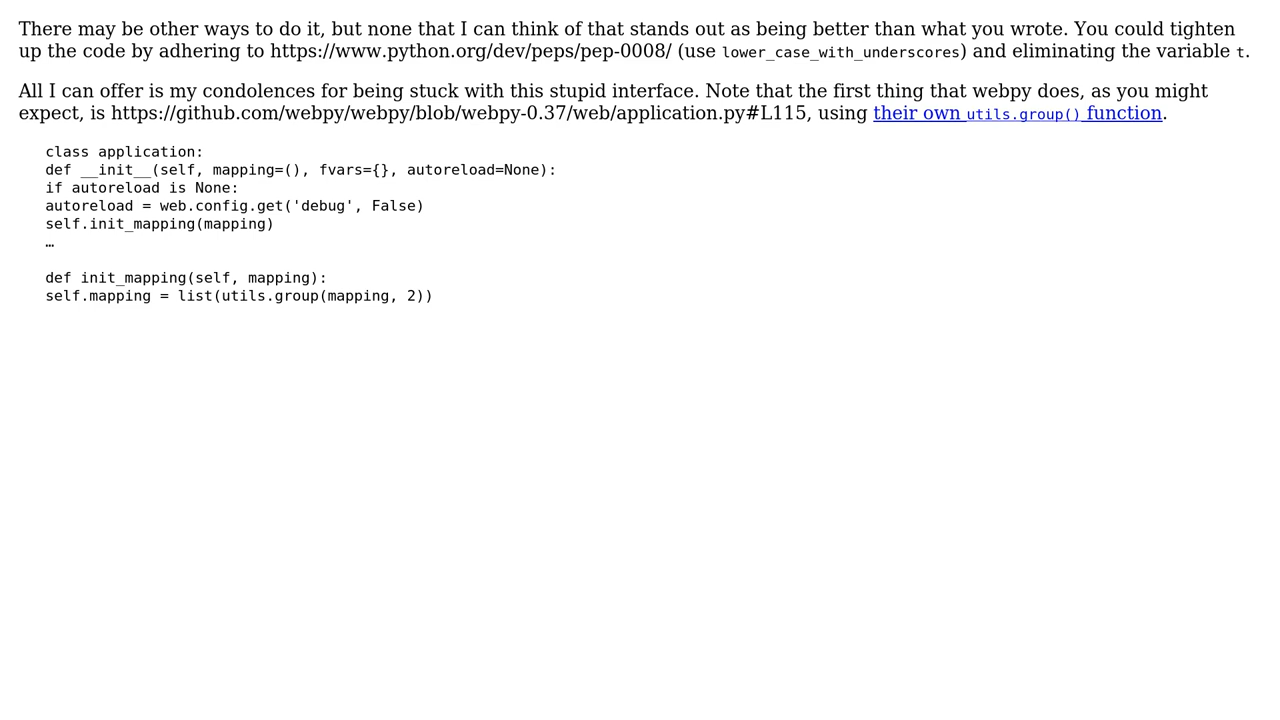 There may be other ways to do it, but none that I can think of that stands out as being better than what you wrote. You could tighten
up the code by adhering to https://www.python.org/dev/peps/pep-0008/ (use lower_case_with_underscores) and eliminating the variable t.
All I can offer is my condolences for being stuck with this stupid interface. Note that the first thing that webpy does, as you might
expect, is https://github.com/webpy/webpy/blob/webpy-0.37/web/application.py#L115, using their own utils.group() function.
class application:
def __init__(self, mapping=(), fvars={}, autoreload=None):
if autoreload is None:
autoreload = web.config.get('debug', False)
self.init_mapping(mapping)
…
def init_mapping(self, mapping):
self.mapping = list(utils.group(mapping, 2))